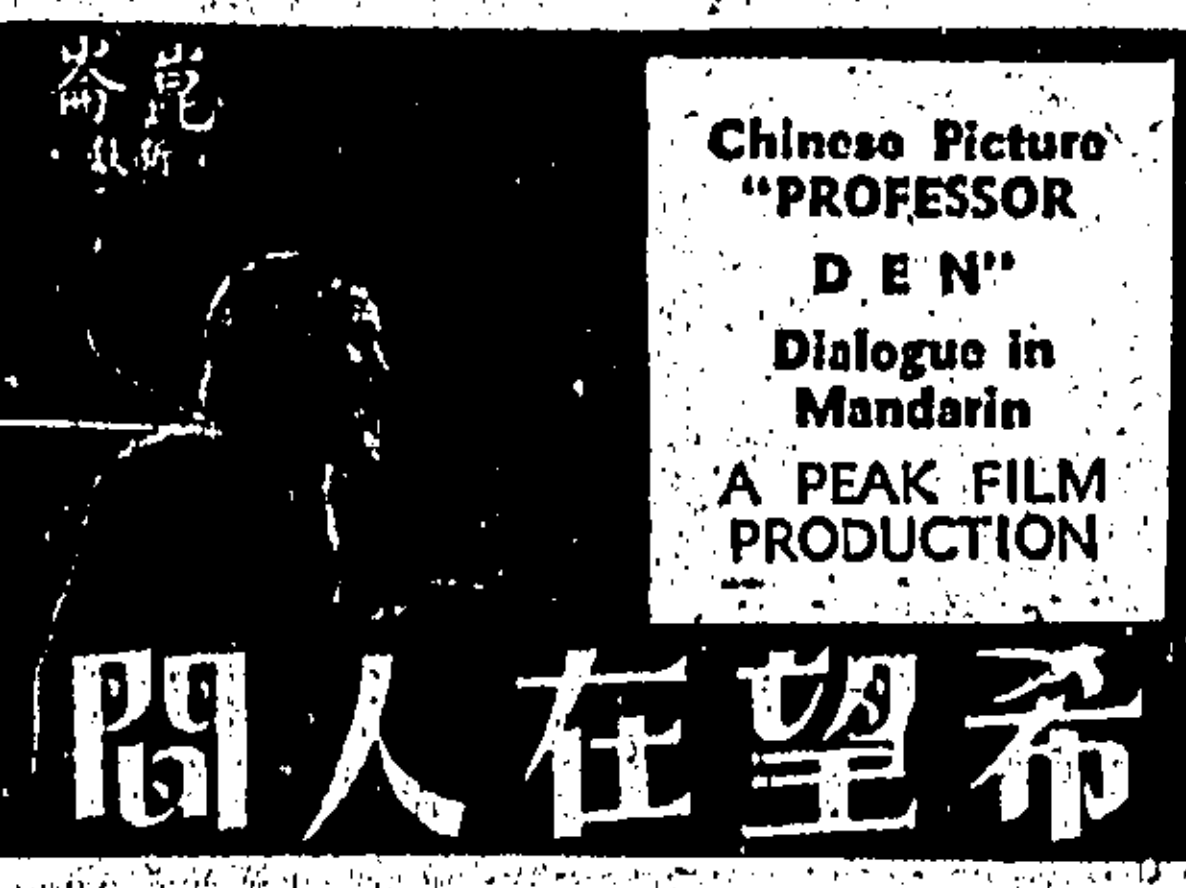 崑崙
Chinese Picture
"PROFESSOR
DEN"
Dialogue in
Mandarin
A PEAK FILM
PRODUCTION
希望在人間